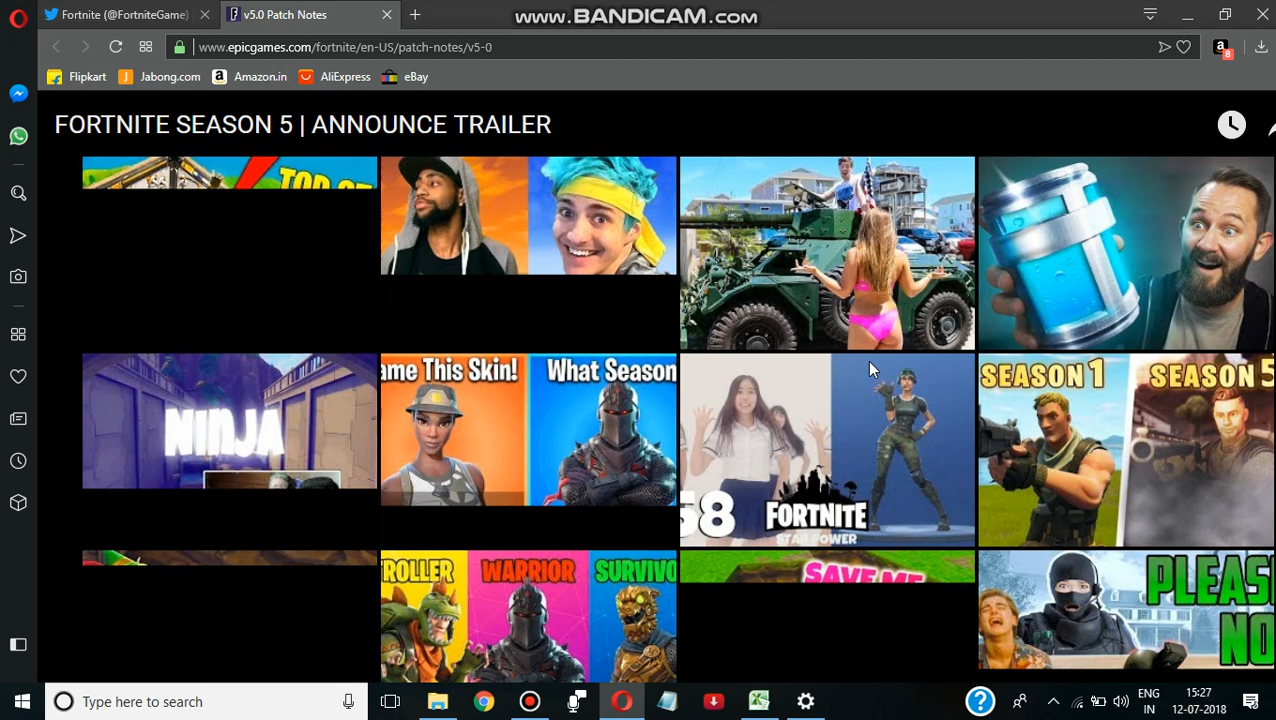 Fortnite (@FortniteGame)
v5.0 Patch Notes
www.BANDICAM.com
www.epicgames.com/fortnite/en-US/patch-notes/v5-0
8
Flipkart
Jabong.com
Amazon.in
AliExpress
eBay
FORTNITE SEASON 5 | ANNOUNCE TRAILER
NINJA
ame This Skin!
What Season
58
FORTNITE
STAR POWER
SEASON 1
SEASON 5
ROLLER
WARRIOR
SURVIVO
SAVE ME
PLEAS
NO
Type here to search
ENG
IN
15:27
12-07-2018